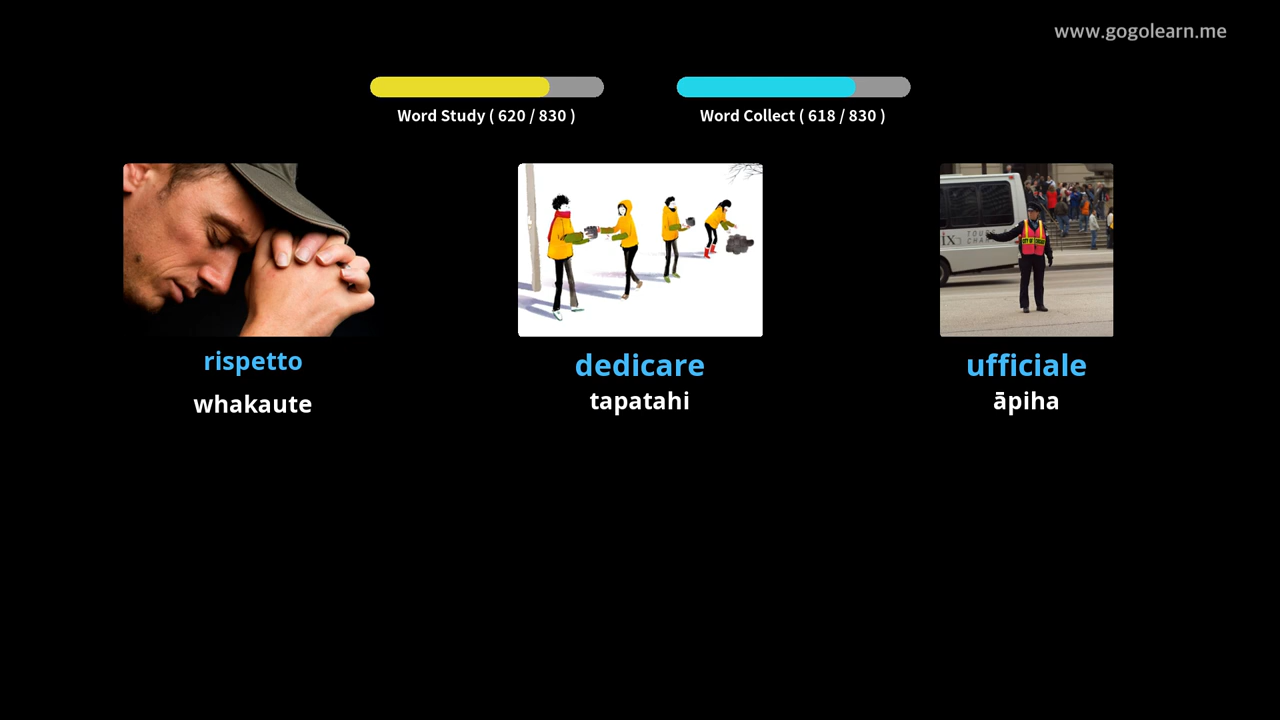 www.gogolearn.me
Word Study ( 620 / 830 )
Word Collect ( 618 / 830 )
rispetto
whakaute
dedicare
tapatahi
ufficiale
āpiha